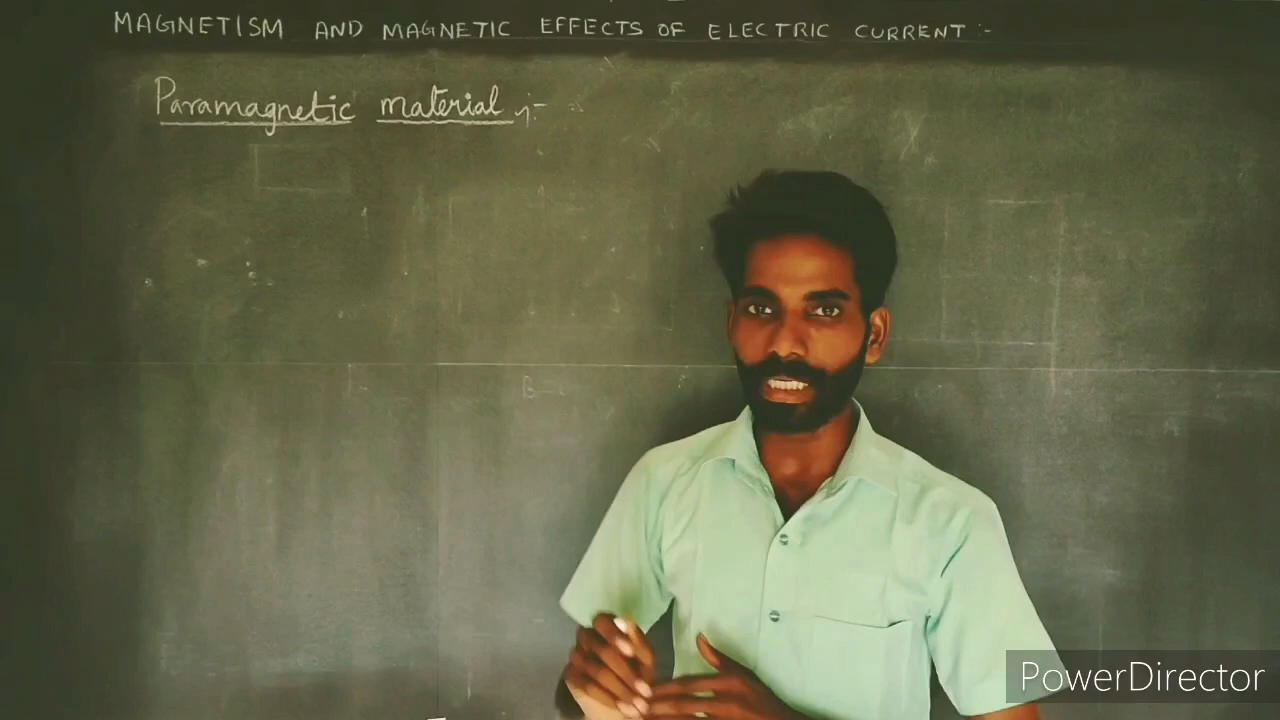 MAGNETISM AND MAGNETIC EFFECTS OF ELECTRIC CURRENT :-
Paramagnetic material :-
PowerDirector